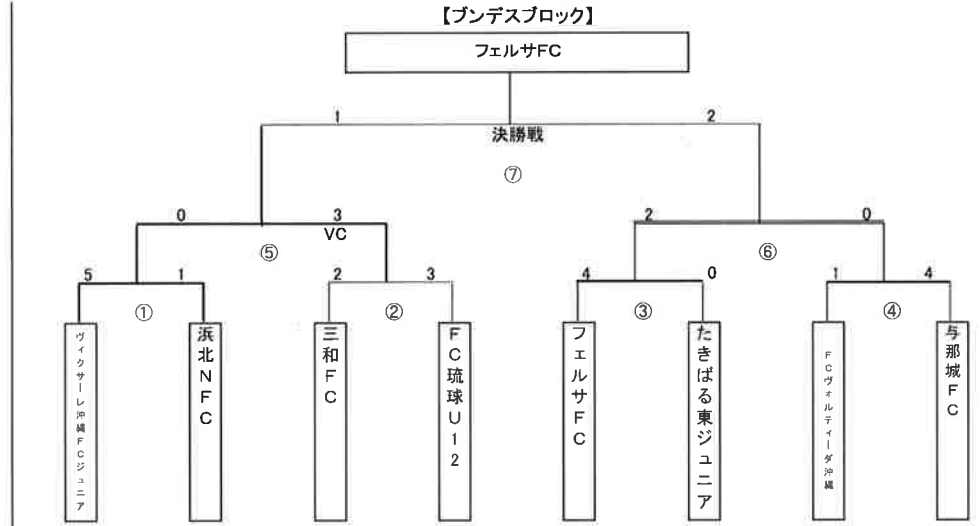 【ブンデスブロック】
フェルサFC
1
2
決勝戦
⑦
0
3
VC
2
0
⑤
⑥
5
1
2
3
4
0
1
4
①
②
③
④
ヴィクサーレ沖縄FCジュニア
浜北NFC
三和FC
FC琉球U12
フェルサFC
たきばる東ジュニア
FCヴォルティーダ沖縄
与那城FC